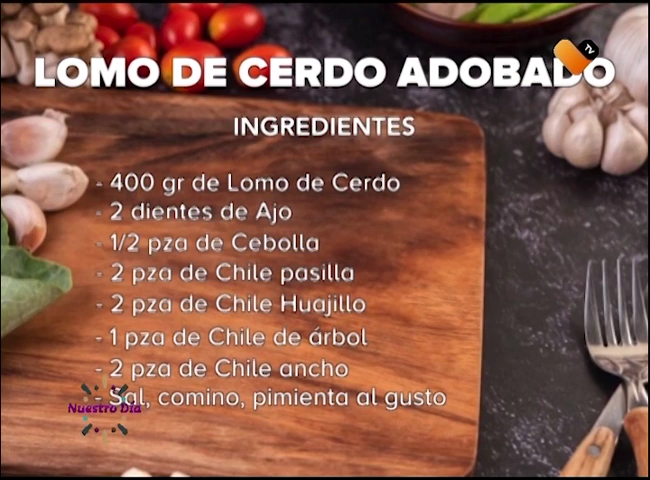 LOMO DE CERDO ADOBADO
TV
INGREDIENTES
- 400 gr de Lomo de Cerdo
- 2 dientes de Ajo
- 1/2 pza de Cebolla
- 2 pza de Chile pasilla
- 2 pza de Chile Huajillo
- 1 pza de Chile de árbol
- 2 pza de Chile ancho
- Sal, comino, pimienta al gusto
Nuestro Día